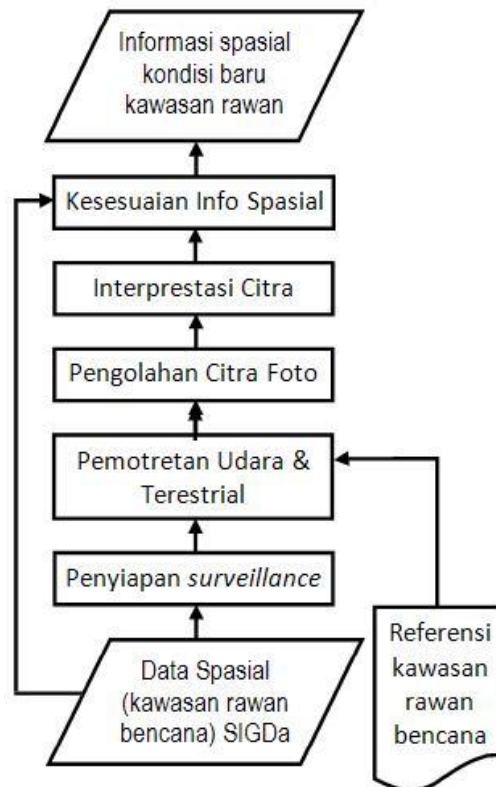 Informasi spasial
kondisi baru
kawasan rawan
Kesesuaian Info Spasial
Interprestasi Citra
Pengolahan Citra Foto
Pemotretan Udara &
Terestrial
Penyiapan surveillance
Data Spasial
(kawasan rawan
bencana) SIGDa
Referensi
kawasan
rawan
bencana